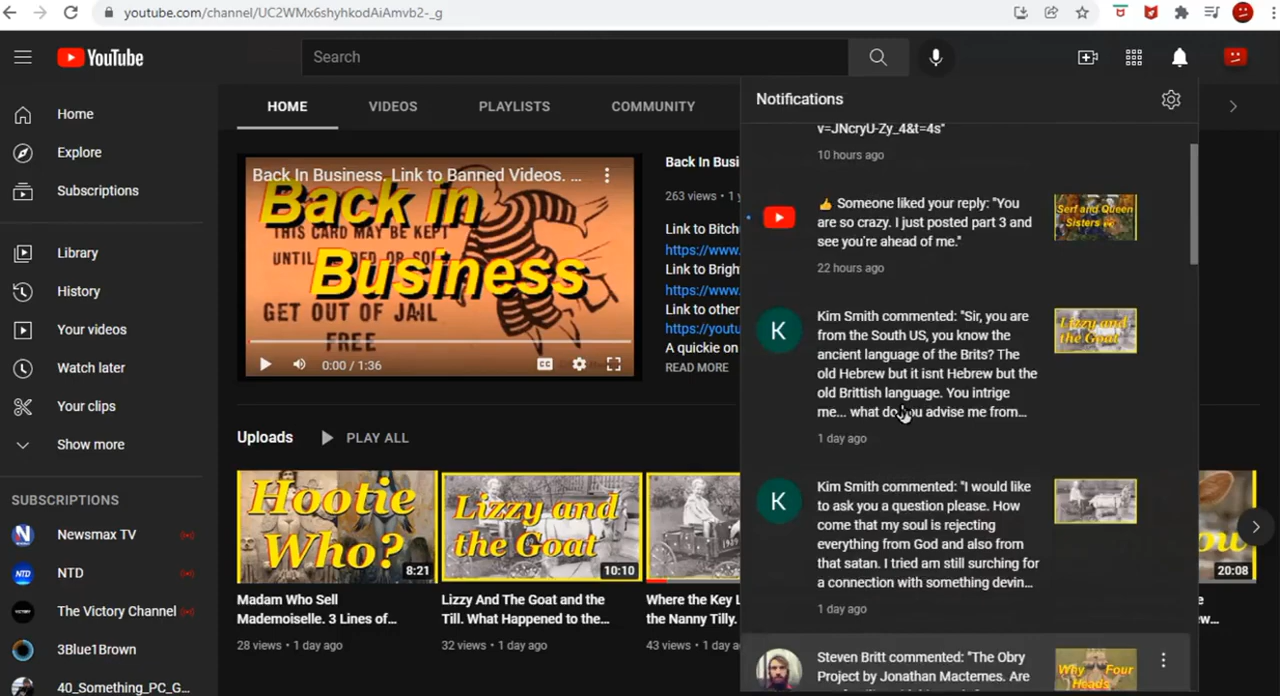 youtube.com/channel/UC2WMx6shyhkodAiAmvb2-_g
YouTube
Search
Home
Explore
Subscriptions
Library
History
Your videos
Watch later
Your clips
Show more
SUBSCRIPTIONS
Newsmax TV
NTD
The Victory Channel
3Blue1Brown
40_Something_PC_G...
HOME
VIDEOS
PLAYLISTS
COMMUNITY
Back In Business. Link to Banned Videos. ...
Back in
THIS CARD MAY BE KEPT
UNTIL
Business
GET OUT OF JAIL
FREE
0:00 / 1:36
CC
Back In Busi
263 views • 1 y
Link to Bitch
https://www.
Link to Brigh
https://www.
Link to other
https://youtu
A quickie on
READ MORE
Uploads
PLAY ALL
Hootie
Who?
8:21
Madam Who Sell
Mademoiselle. 3 Lines of...
28 views • 1 day ago
Lizzy and
the Goat
10:10
Lizzy And The Goat and the
Till. What Happened to the...
32 views • 1 day ago
Where the Key L
the Nanny Tilly.
43 views • 1 day
20:08
Notifications
v=JNcryU-Zy_4&t=4s"
10 hours ago
👍 Someone liked your reply: "You
are so crazy. I just posted part 3 and
see you're ahead of me."
22 hours ago
Serf and Queen
Sisters
K
Kim Smith commented: "Sir, you are
from the South US, you know the
ancient language of the Brits? The
old Hebrew but it isnt Hebrew but the
old Brittish language. You intrige
me... what do you advise me from...
1 day ago
Lizzy and
the Goat
K
Kim Smith commented: "I would like
to ask you a question please. How
come that my soul is rejecting
everything from God and also from
that satan. I tried am still surching for
a connection with something devin...
1 day ago
Steven Britt commented: "The Obry
Project by Jonathan Mactemes. Are
Why Four
Heads